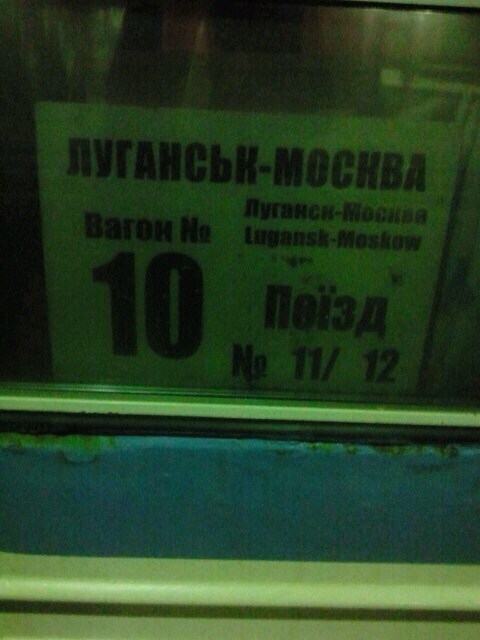 ЛУГАНСЬК-МОСКВА
Луганск-Москва
Lugansk-Moskow
Вагон №
10
Поїзд
№ 11/ 12